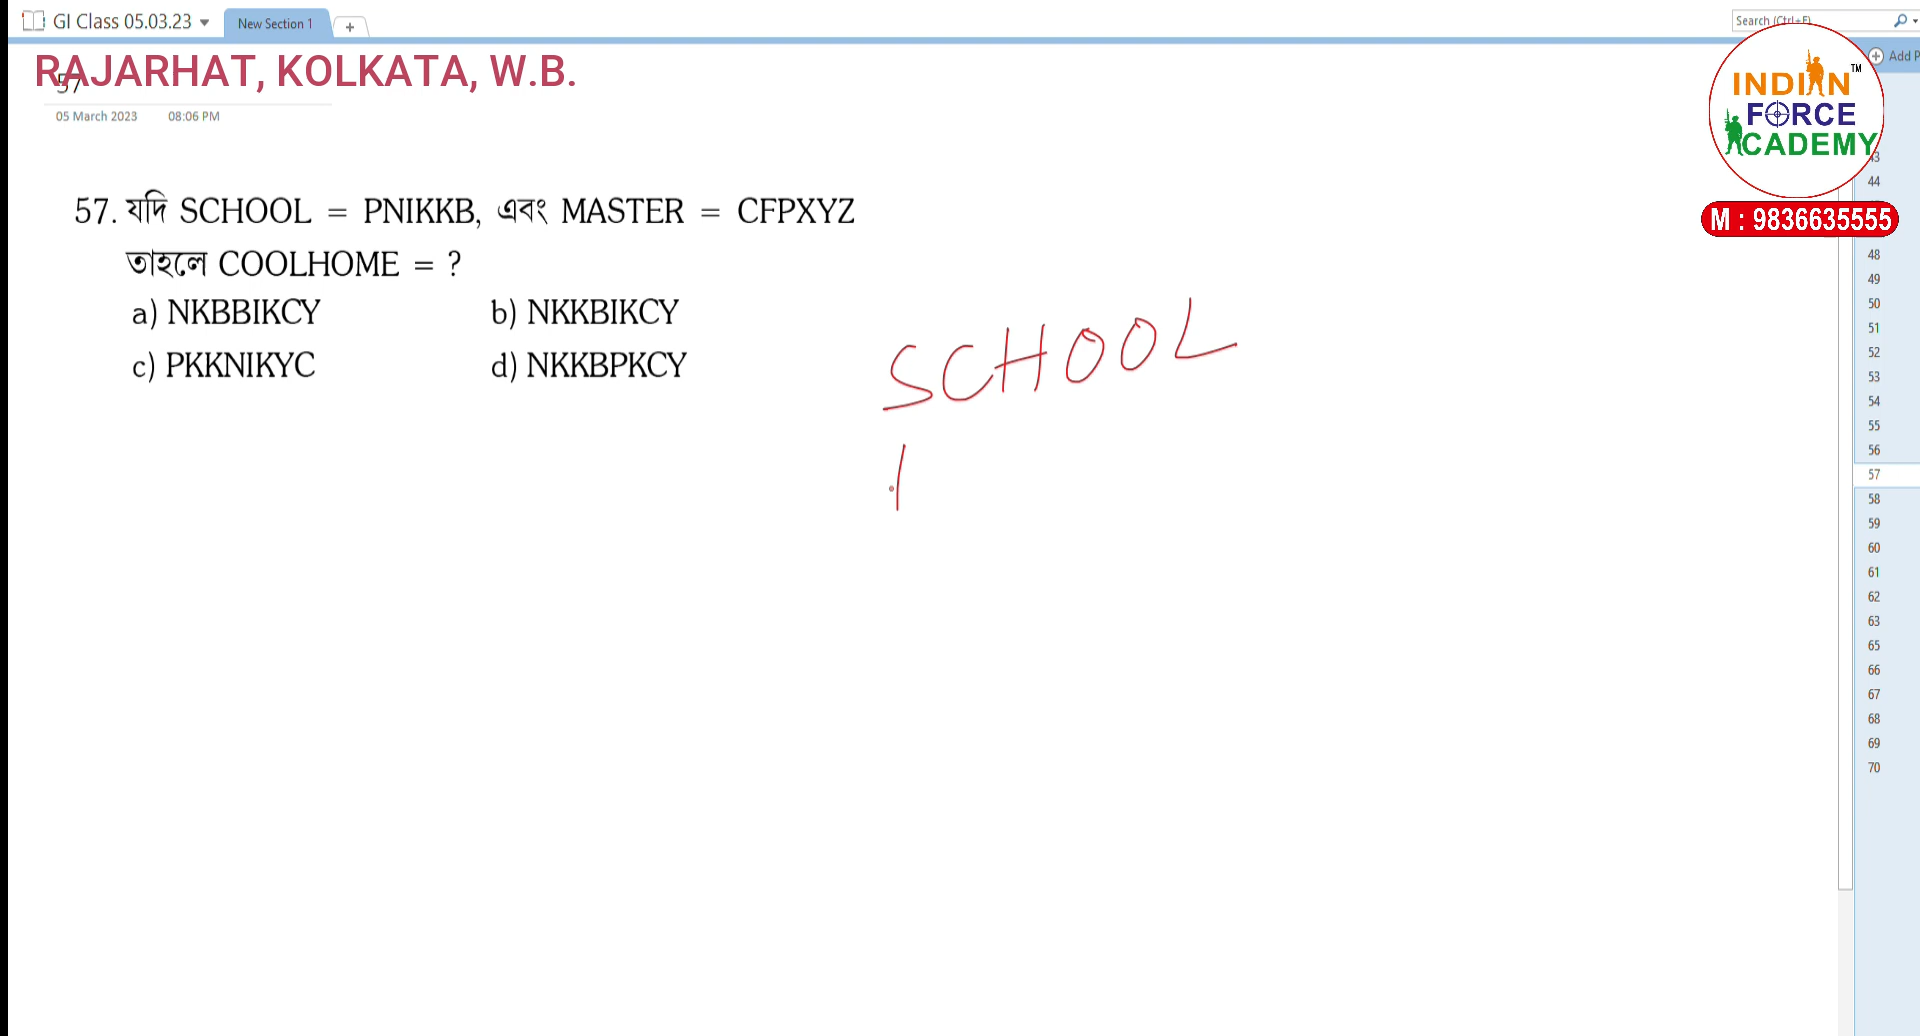 GI Class 05.03.23
New Section 1
+
Search (Ctrl+F)
RAJARHAT, KOLKATA, W.B.
57
05 March 2023 08:06 PM
INDIAN
FORCE
ACADEMY
TM
Add P
M : 9836635555
57. যদি SCHOOL = PNIKKB, এবং MASTER = CFPXYZ
তাহলে COOLHOME = ?
a) NKBBIKCY b) NKKBIKCY
c) PKKNIKYC d) NKKBPKCY
SCHOOL
43
44
48
49
50
51
52
53
54
55
56
57
58
59
60
61
62
63
65
66
67
68
69
70